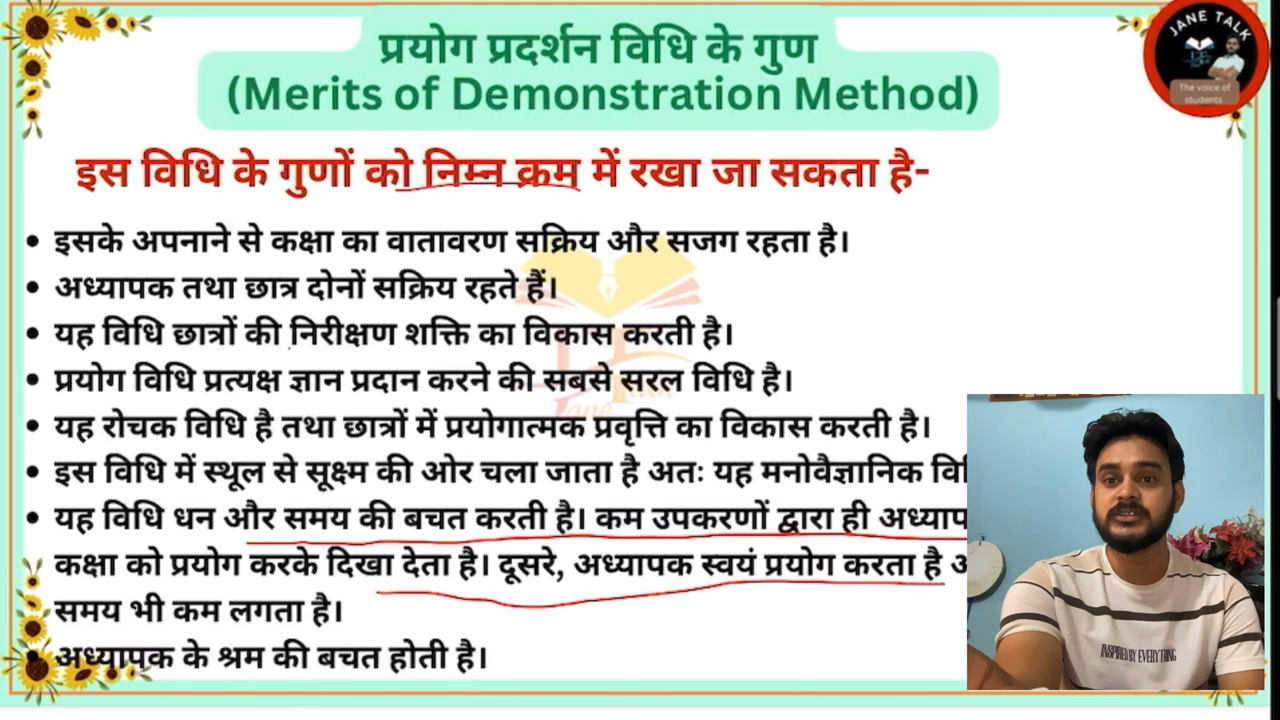 प्रयोग प्रदर्शन विधि के गुण
(Merits of Demonstration Method)
JANE TALK
The voice of
students
इस विधि के गुणों को निम्न क्रम में रखा जा सकता है-
• इसके अपनाने से कक्षा का वातावरण सक्रिय और सजग रहता है।
• अध्यापक तथा छात्र दोनों सक्रिय रहते हैं।
• यह विधि छात्रों की निरीक्षण शक्ति का विकास करती है।
• प्रयोग विधि प्रत्यक्ष ज्ञान प्रदान करने की सबसे सरल विधि है।
• यह रोचक विधि है तथा छात्रों में प्रयोगात्मक प्रवृत्ति का विकास करती है।
• इस विधि में स्थूल से सूक्ष्म की ओर चला जाता है अतः यह मनोवैज्ञानिक
• यह विधि धन और समय की बचत करती है। कम उपकरणों द्वारा ही
कक्षा को प्रयोग करके दिखा देता है। दूसरे, अध्यापक स्वयं प्रयोग करता है
समय भी कम लगता है।
• अध्यापक के श्रम की बचत होती है।
INSPIRED BY EVERYTHING